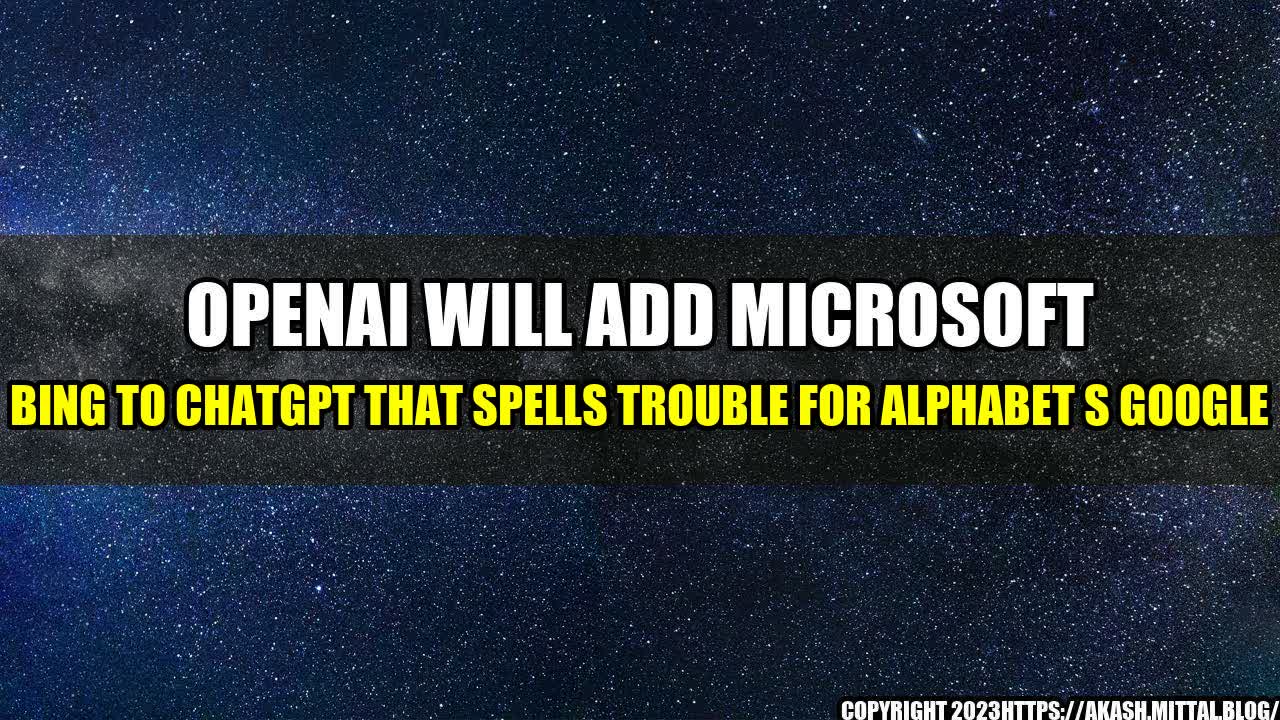 OPENAI WILL ADD MICROSOFT
BING TO CHATGPT THAT SPELLS TROUBLE FOR ALPHABET S GOOGLE
COPYRIGHT 2023HTTPS://AKASH.MITTAL.BLOG/